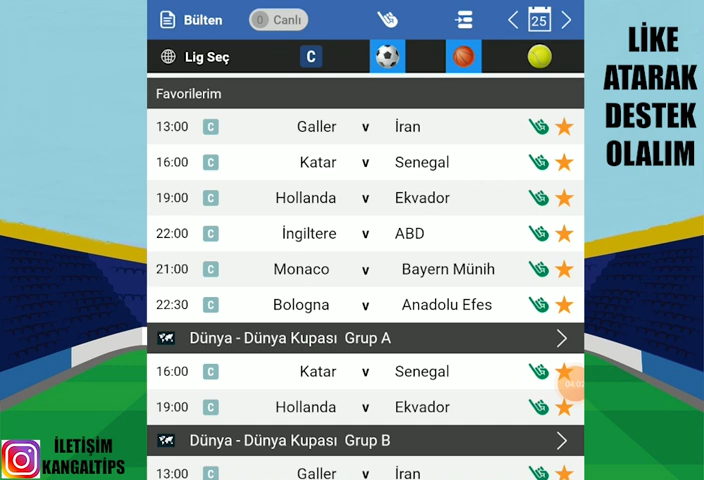 Bülten
0 Canlı
25
Lig Seç
C
Favorilerim
13:00 C Galler v İran
16:00 C Katar v Senegal
19:00 C Hollanda v Ekvador
22:00 C İngiltere v ABD
21:00 C Monaco v Bayern Münih
22:30 C Bologna v Anadolu Efes
Dünya - Dünya Kupası Grup A
16:00 C Katar v Senegal
19:00 C Hollanda v Ekvador
Dünya - Dünya Kupası Grup B
13:00 C Galler v İran
LİKE
ATARAK
DESTEK
OLALIM
İLETİŞİM
KANGALTİPS